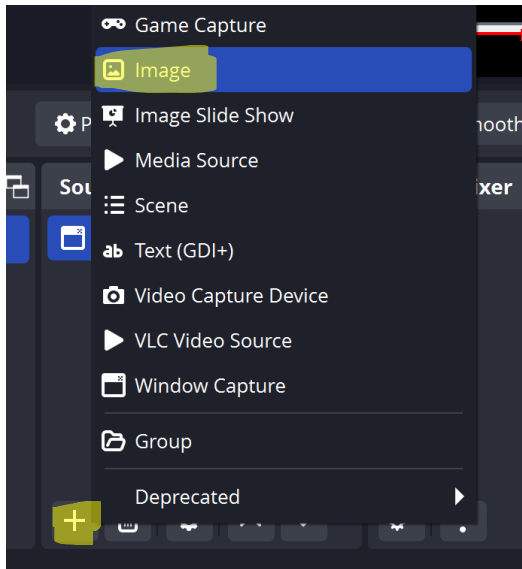 Game Capture
Image
Image Slide Show
Media Source
Scene
ab Text (GDI+)
Video Capture Device
VLC Video Source
Window Capture
Group
Deprecated